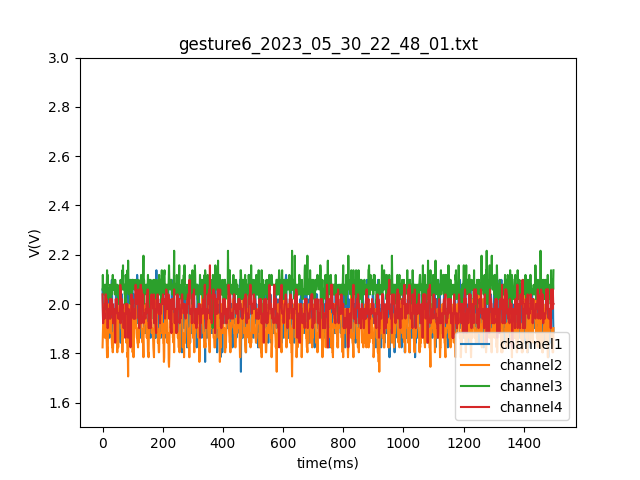 gesture6_2023_05_30_22_48_01.txt
3.0
2.8
2.6
2.4
2.2
2.0
1.8
1.6
V(V)
0 200 400 600 800 1000 1200 1400
time(ms)
channel1
channel2
channel3
channel4